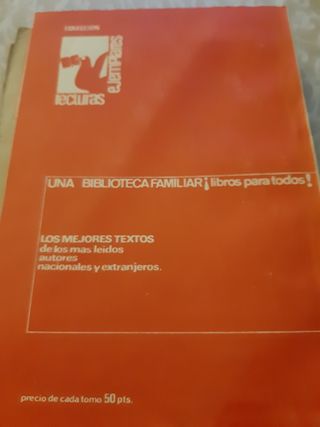 COLECCION
lecturas
ejemplares
UNA BIBLIOTECA FAMILIAR ¡libros para todos!
LOS MEJORES TEXTOS
de los mas leidos
autores
nacionales y extranjeros.
precio de cada tomo 50 pts.